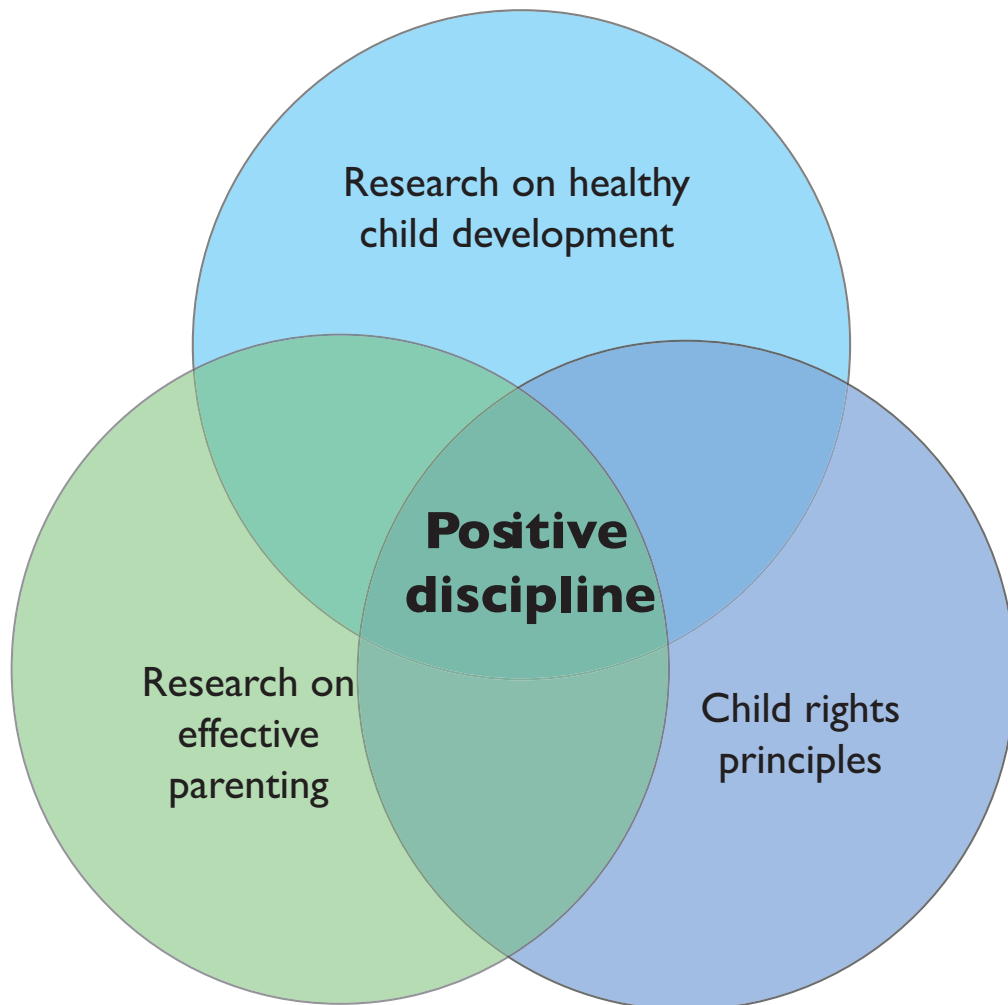 Research on healthy
child development
Positive
discipline
Research on
effective
parenting
Child rights
principles